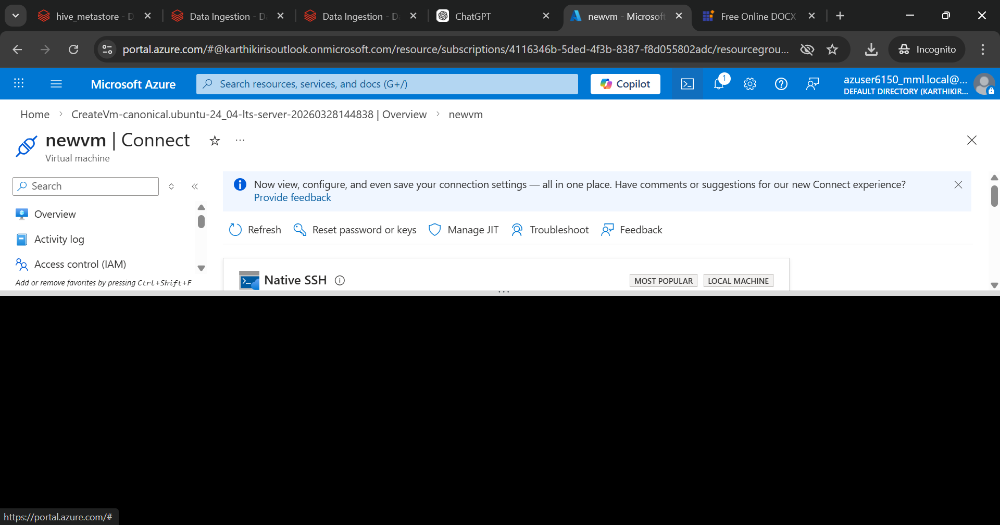 hive_metastore - D
Data Ingestion - D
Data Ingestion - D
ChatGPT
newvm - Microsoft
Free Online DOCX
portal.azure.com/#@karthikirisoutlook.onmicrosoft.com/resource/subscriptions/4116346b-5ded-4f3b-8387-f8d055802adc/resourcegrou...
Incognito
Microsoft Azure
Search resources, services, and docs (G+/)
Copilot
1
azuser6150_mml.local@...
DEFAULT DIRECTORY (KARTHIKIR...
Home > CreateVm-canonical.ubuntu-24_04-lts-server-20260328144838 | Overview > newvm
newvm | Connect
...
Virtual machine
Search
Now view, configure, and even save your connection settings — all in one place. Have comments or suggestions for our new Connect experience?
Provide feedback
Overview
Activity log
Access control (IAM)
Add or remove favorites by pressing Ctrl+Shift+F
Refresh
Reset password or keys
Manage JIT
Troubleshoot
Feedback
Native SSH
MOST POPULAR
LOCAL MACHINE
https://portal.azure.com/#